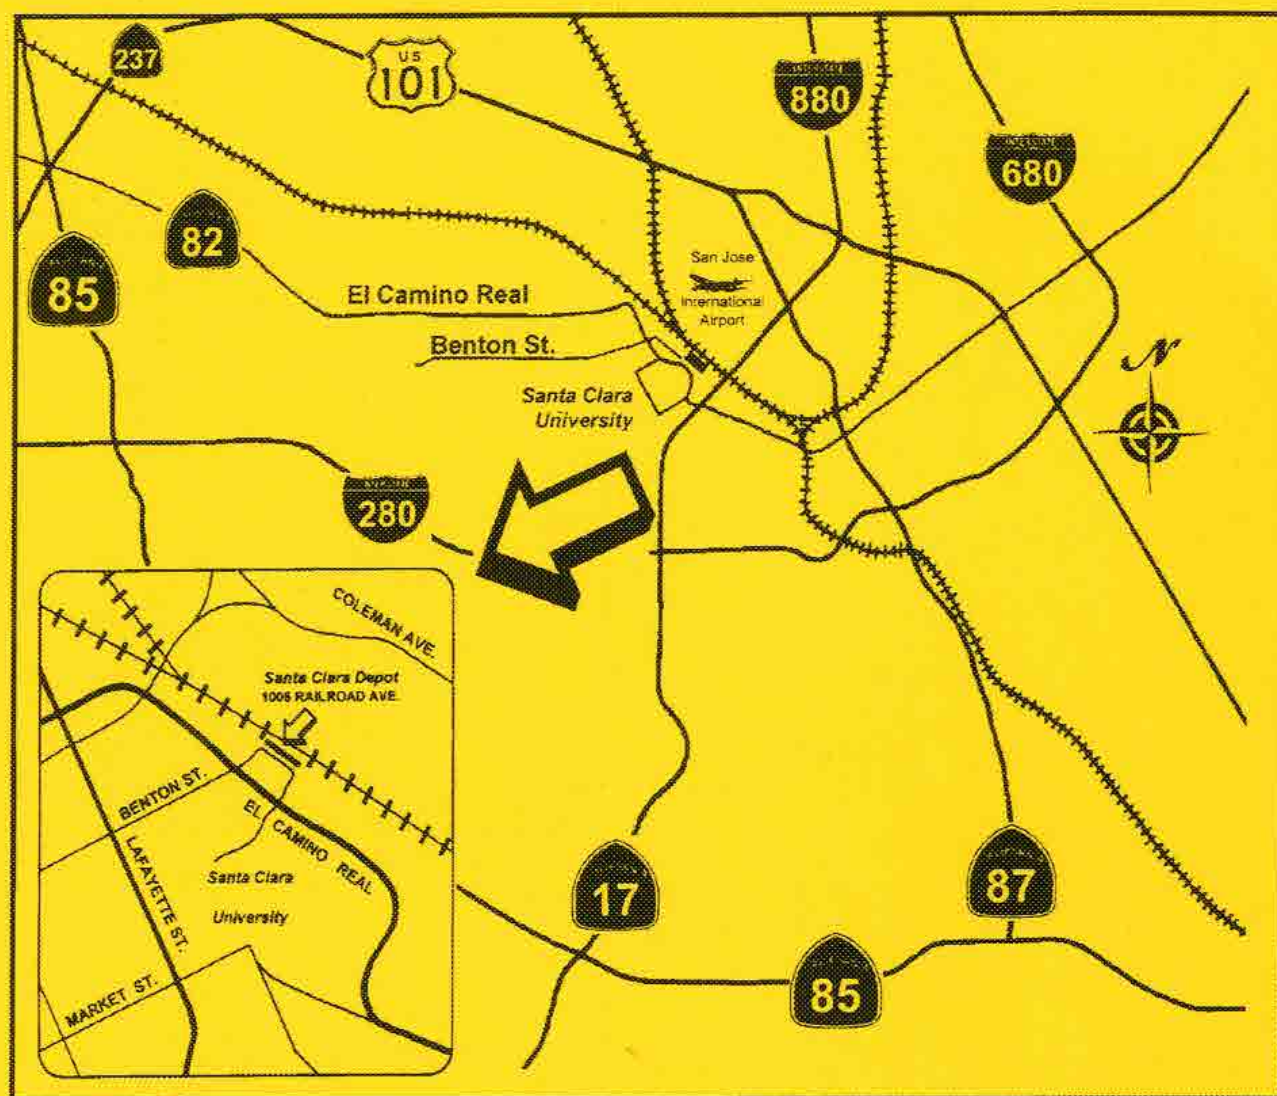 237
US
101
INTERSTATE
880
INTERSTATE
680
82
85
San Jose
International
Airport
El Camino Real
Benton St.
Santa Clara
University
N
280
COLEMAN AVE.
Santa Clara Depot
1005 RAILROAD AVE.
BENTON ST.
EL CAMINO REAL
LAFAYETTE ST.
Santa Clara
University
MARKET ST.
17
87
85